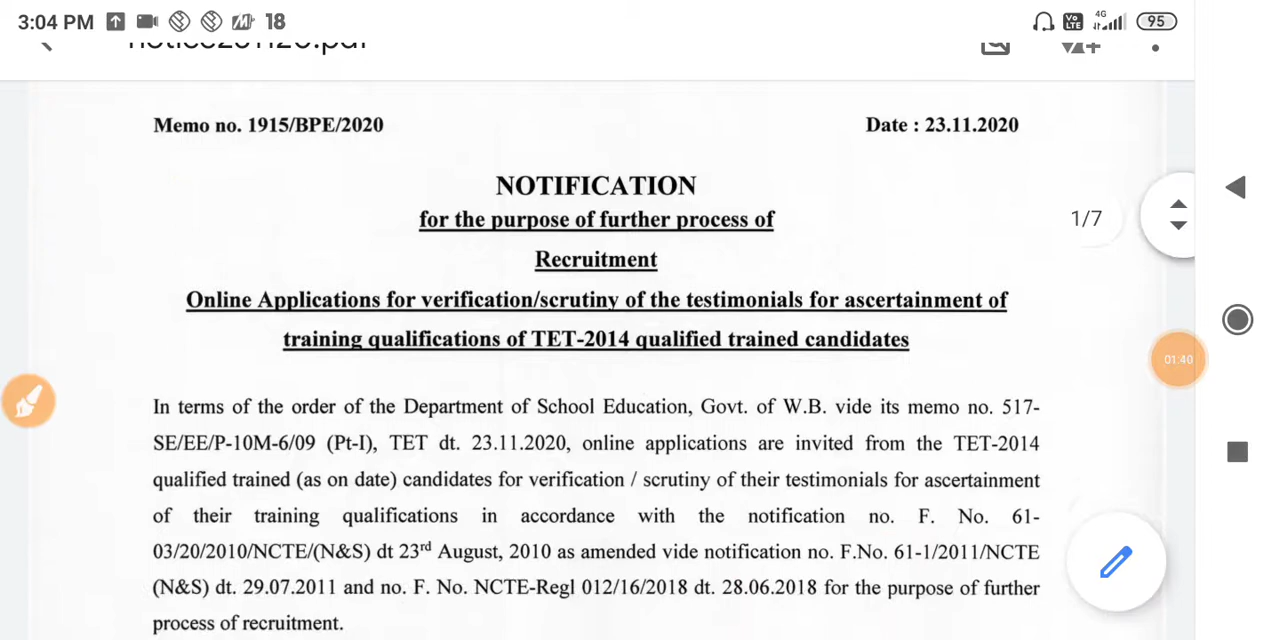 3:04 PM 18 Vo LTE 4G 95
notice231120.pdf
Memo no. 1915/BPE/2020 Date : 23.11.2020
NOTIFICATION
for the purpose of further process of
1/7
Recruitment
Online Applications for verification/scrutiny of the testimonials for ascertainment of
training qualifications of TET-2014 qualified trained candidates
01:40
In terms of the order of the Department of School Education, Govt. of W.B. vide its memo no. 517-
SE/EE/P-10M-6/09 (Pt-I), TET dt. 23.11.2020, online applications are invited from the TET-2014
qualified trained (as on date) candidates for verification / scrutiny of their testimonials for ascertainment
of their training qualifications in accordance with the notification no. F. No. 61-
03/20/2010/NCTE/(N&S) dt 23rd August, 2010 as amended vide notification no. F.No. 61-1/2011/NCTE
(N&S) dt. 29.07.2011 and no. F. No. NCTE-Regl 012/16/2018 dt. 28.06.2018 for the purpose of further
process of recruitment.